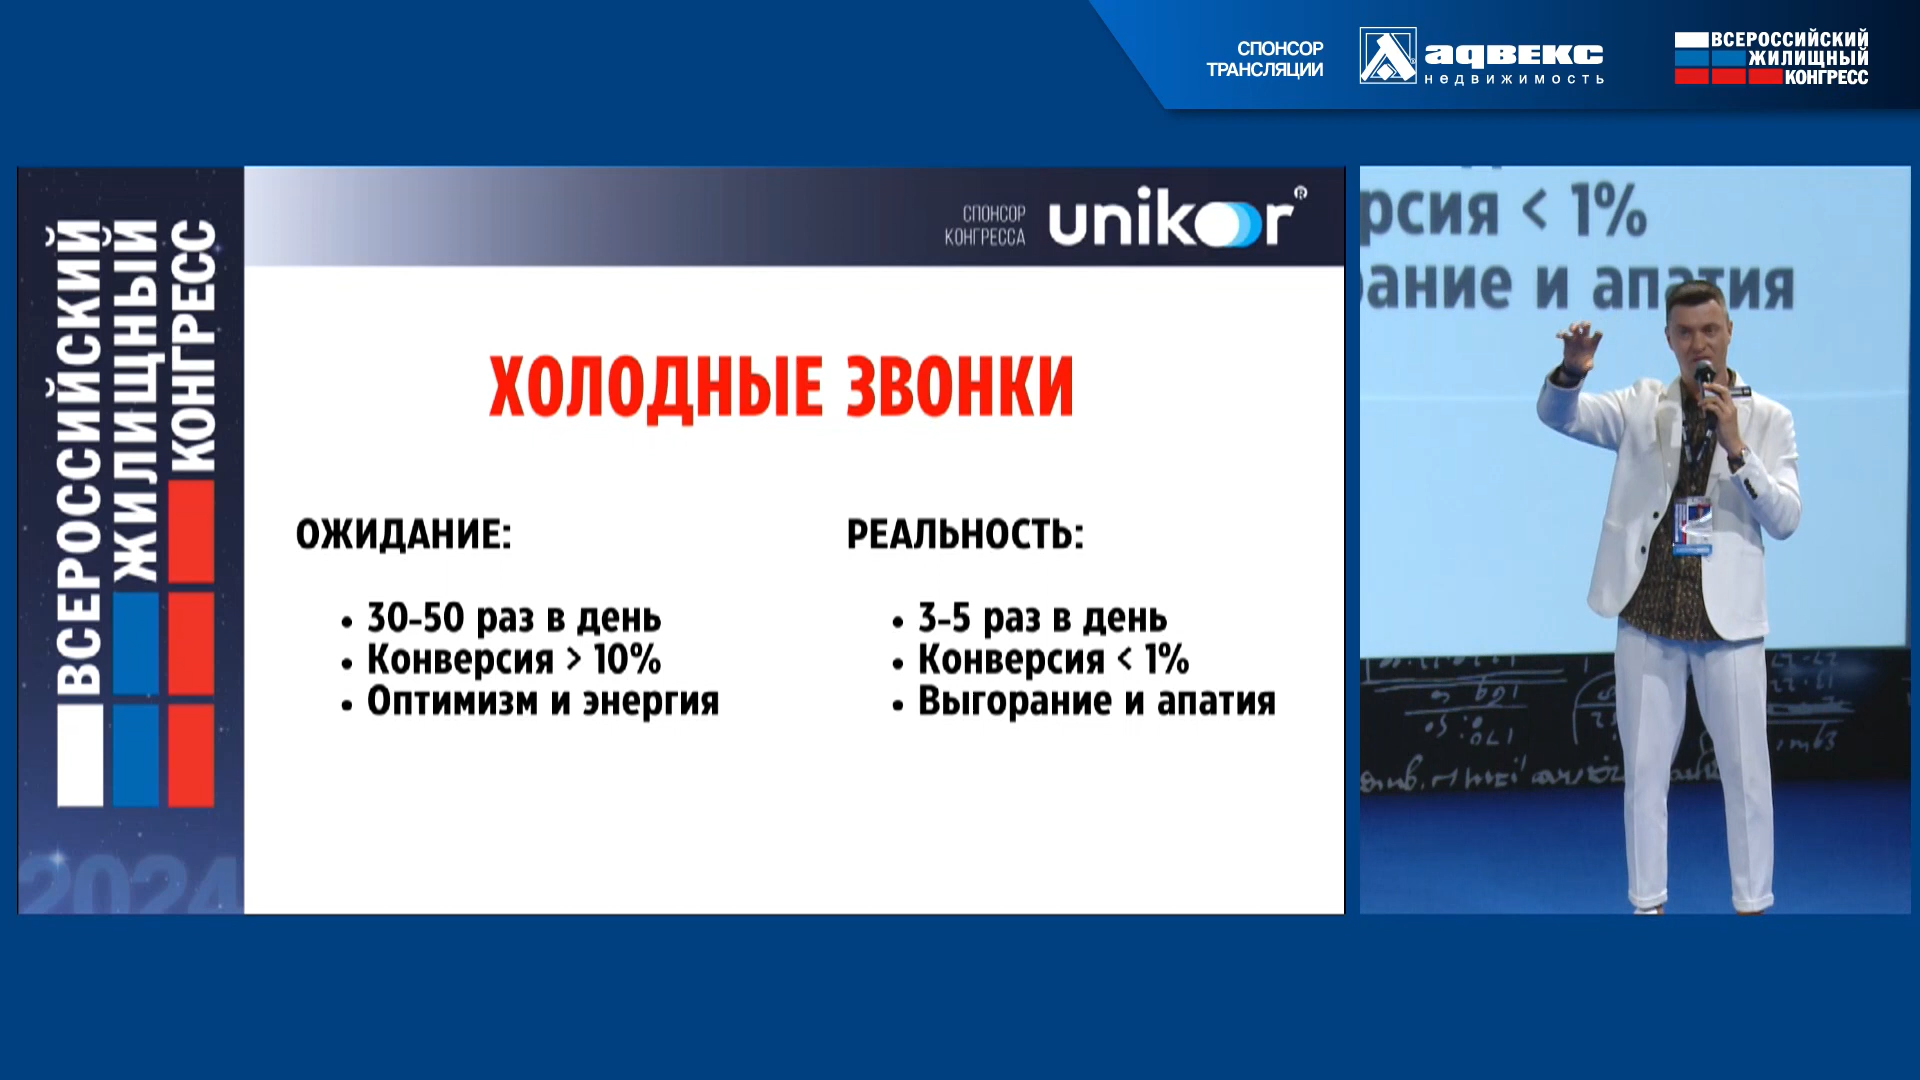 СПОНСОР
ТРАНСЛЯЦИИ
адвекс
недвижимость
ВСЕРОССИЙСКИЙ
ЖИЛИЩНЫЙ
КОНГРЕСС
ВСЕРОССИЙСКИЙ
ЖИЛИЩНЫЙ
КОНГРЕСС
2024
СПОНСОР
КОНГРЕССА
unikor®
ХОЛОДНЫЕ ЗВОНКИ
ОЖИДАНИЕ:
• 30-50 раз в день
• Конверсия > 10%
• Оптимизм и энергия
РЕАЛЬНОСТЬ:
• 3-5 раз в день
• Конверсия < 1%
• Выгорание и апатия
рсия < 1%
рание и апатия